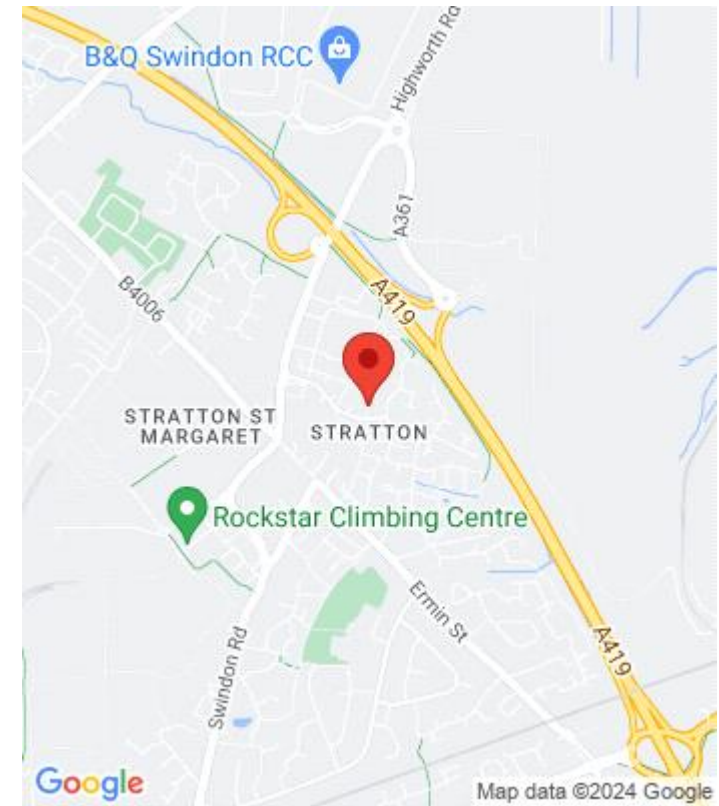 B&Q Swindon RCC
Highworth Rd
A361
B4006
A419
STRATTON ST
MARGARET
STRATTON
Rockstar Climbing Centre
Ermin St
Swindon Rd
A419
Google
Map data ©2024 Google